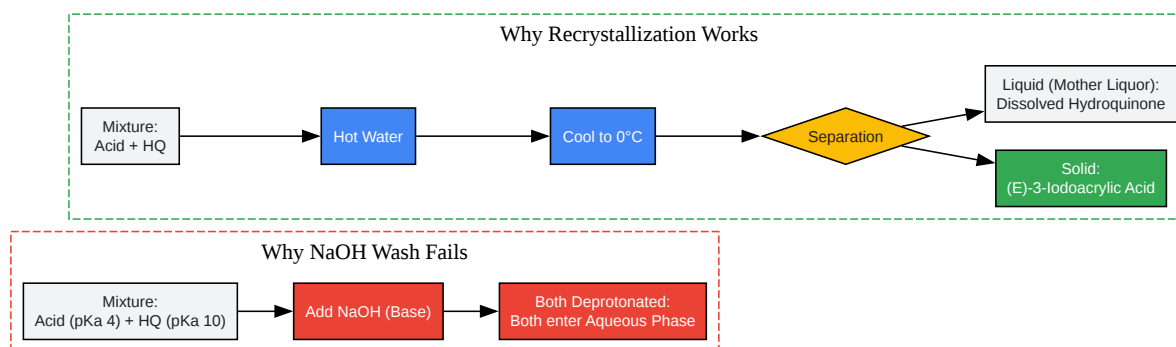 Why Recrystallization Works
Mixture:
Acid + HQ
Hot Water
Cool to 0°C
Separation
Liquid (Mother Liquor):
Dissolved Hydroquinone
Solid:
(E)-3-Iodoacrylic Acid
Why NaOH Wash Fails
Mixture:
Acid (pKa 4) + HQ (pKa 10)
Add NaOH (Base)
Both Deprotonated:
Both enter Aqueous Phase